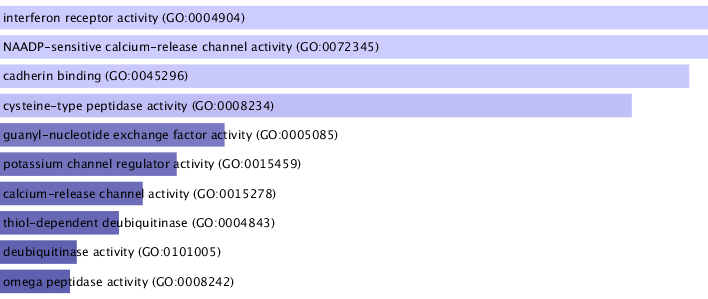 interferon receptor activity (GO:0004904)
NAADP-sensitive calcium-release channel activity (GO:0072345)
cadherin binding (GO:0045296)
cysteine-type peptidase activity (GO:0008234)
guanyl-nucleotide exchange factor activity (GO:0005085)
potassium channel regulator activity (GO:0015459)
calcium-release channel activity (GO:0015278)
thiol-dependent deubiquitinase (GO:0004843)
deubiquitinase activity (GO:0101005)
omega peptidase activity (GO:0008242)